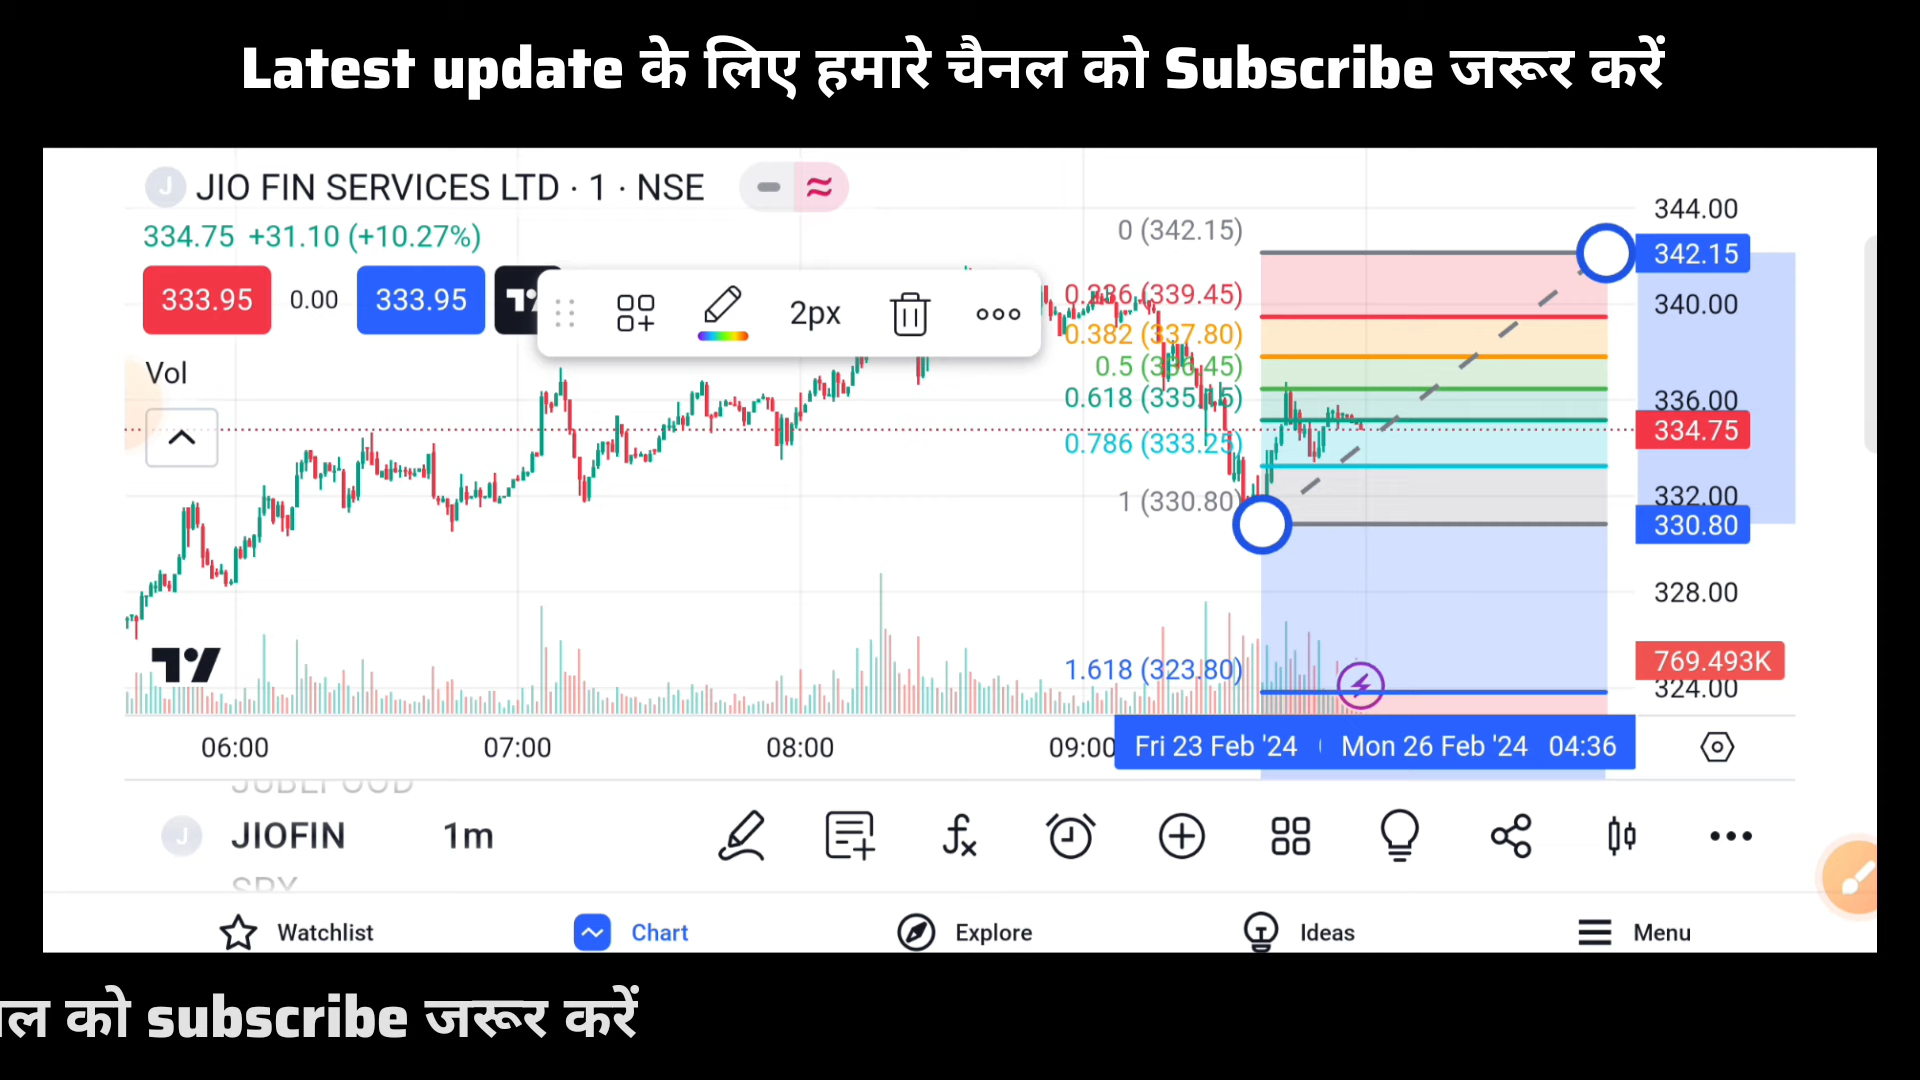 Latest update के लिए हमारे चैनल को Subscribe जरूर करें
JIO FIN SERVICES LTD · 1 · NSE
334.75 +31.10 (+10.27%)
333.95 0.00 333.95
2px
Vol
0 (342.15)
0.236 (339.45)
0.382 (337.80)
0.5 (336.45)
0.618 (335.15)
0.786 (333.25)
1 (330.80)
1.618 (323.80)
344.00
342.15
340.00
336.00
334.75
332.00
330.80
328.00
769.493K
324.00
06:00 07:00 08:00 09:00 Fri 23 Feb '24 Mon 26 Feb '24 04:36
JUBLFOOD
JIOFIN 1m
Watchlist Chart Explore Ideas Menu
को subscribe जरूर करें